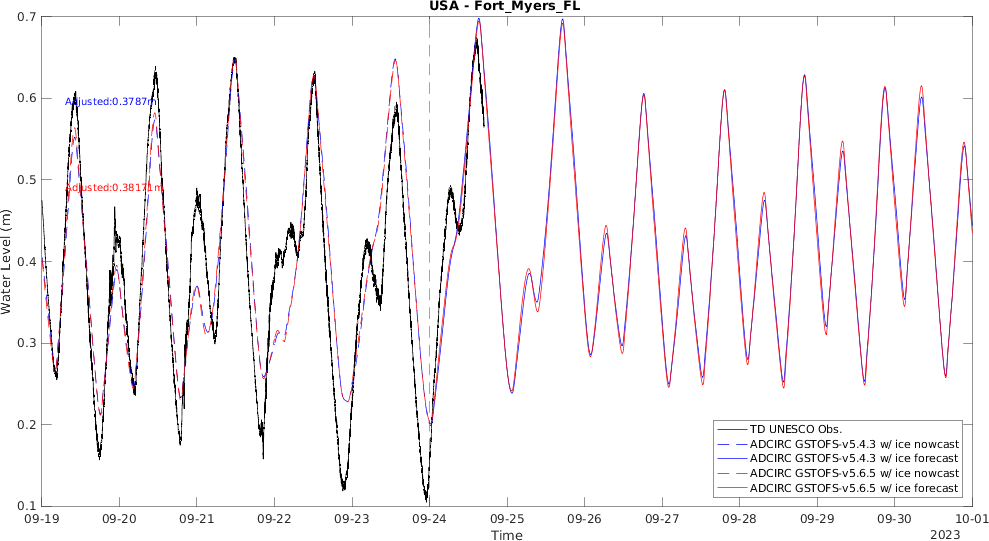 USA - Fort_Myers_FL
0.7
0.6
0.5
0.4
0.3
0.2
0.1
Water Level (m)
Adjusted:0.3787m
Adjusted:0.38171m
TD UNESCO Obs.
ADCIRC GSTOFS-v5.4.3 w/ ice nowcast
ADCIRC GSTOFS-v5.4.3 w/ ice forecast
ADCIRC GSTOFS-v5.6.5 w/ ice nowcast
ADCIRC GSTOFS-v5.6.5 w/ ice forecast
09-19 09-20 09-21 09-22 09-23 09-24 09-25 09-26 09-27 09-28 09-29 09-30 10-01
Time
2023